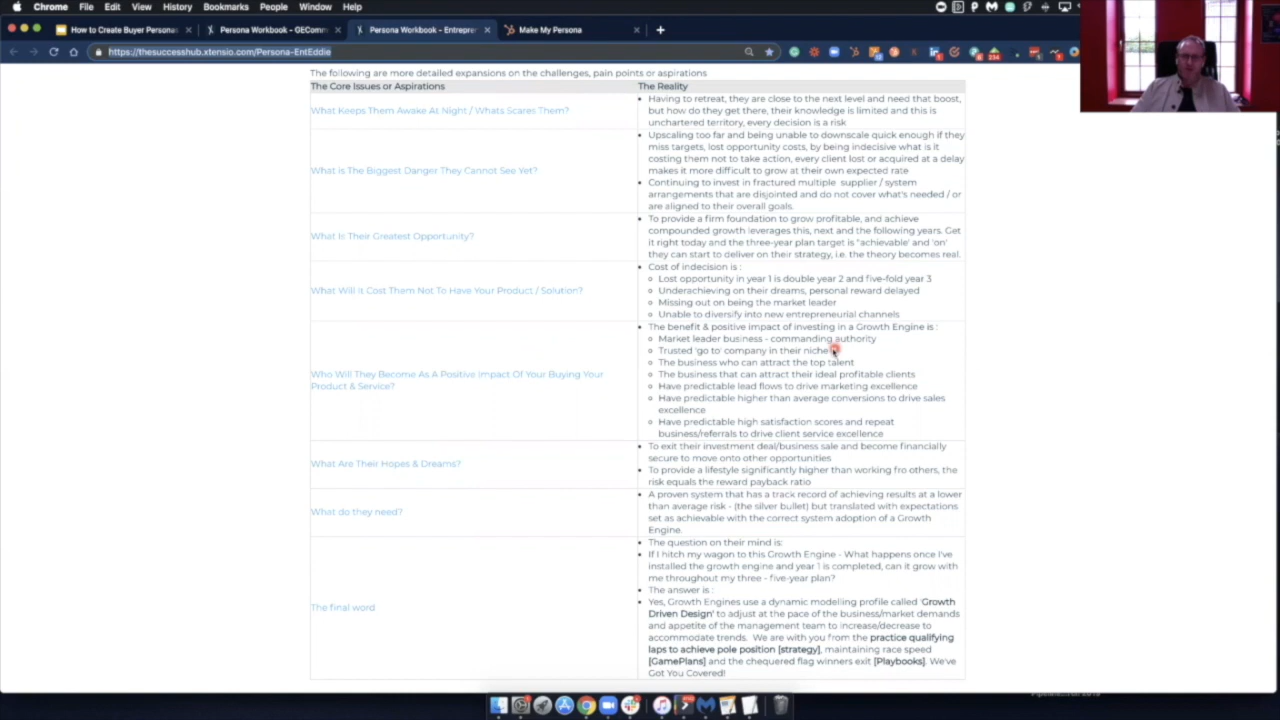 Chrome File Edit View History Bookmarks People Window Help
How to Create Buyer Personas
Persona Workbook - GEComm
Persona Workbook - Entrepre
Make My Persona
https://thesuccesshub.xtensio.com/Persona-EntEddie
The following are more detailed expansions on the challenges, pain points or aspirations
The Core Issues or Aspirations
The Reality
What Keeps Them Awake At Night / Whats Scares Them?
Having to retreat, they are close to the next level and need that boost,
but how do they get there, their knowledge is limited and this is
unchartered territory, every decision is a risk
What is The Biggest Danger They Cannot See Yet?
Upscaling too far and being unable to downscale quick enough if they
miss targets, lost opportunity costs, by being indecisive what is it
costing them not to take action, every client lost or acquired at a delay
makes it more difficult to grow at their own expected rate
Continuing to invest in fractured multiple supplier / system
arrangements that are disjointed and do not cover what's needed / or
are aligned to their overall goals.
What Is Their Greatest Opportunity?
To provide a firm foundation to grow profitable, and achieve
compounded growth leverages this, next and the following years. Get
it right today and the three-year plan target is "achievable' and 'on'
they can start to deliver on their strategy, i.e. the theory becomes real.
What Will it Cost Them Not To Have Your Product / Solution?
Cost of indecision is :
Lost opportunity in year 1 is double year 2 and five-fold year 3
Underachieving on their dreams, personal reward delayed
Missing out on being the market leader
Unable to diversify into new entrepreneurial channels
Who Will They Become As A Positive Impact Of Your Buying Your
Product & Service?
The benefit & positive impact of investing in a Growth Engine is :
Market leader business - commanding authority
Trusted 'go to' company in their niche
The business who can attract the top talent
The business that can attract their ideal profitable clients
Have predictable lead flows to drive marketing excellence
Have predictable higher than average conversions to drive sales
excellence
Have predictable high satisfaction scores and repeat
business/referrals to drive client service excellence
What Are Their Hopes & Dreams?
To exit their investment deal/business sale and become financially
secure to move onto other opportunities
To provide a lifestyle significantly higher than working fro others, the
risk equals the reward payback ratio
What do they need?
A proven system that has a track record of achieving results at a lower
than average risk - (the silver bullet) but translated with expectations
set as achievable with the correct system adoption of a Growth
Engine.
The final word
The question on their mind is:
If I hitch my wagon to this Growth Engine - What happens once I've
installed the growth engine and year 1 is completed, can it grow with
me throughout my three - five-year plan?
The answer is :
Yes, Growth Engines use a dynamic modelling profile called 'Growth
Driven Design' to adjust at the pace of the business/market demands
and appetite of the management team to increase/decrease to
accommodate trends. We are with you from the practice qualifying
laps to achieve pole position [strategy], maintaining race speed
[GamePlans] and the chequered flag winners exit [Playbooks]. We've
Got You Covered!